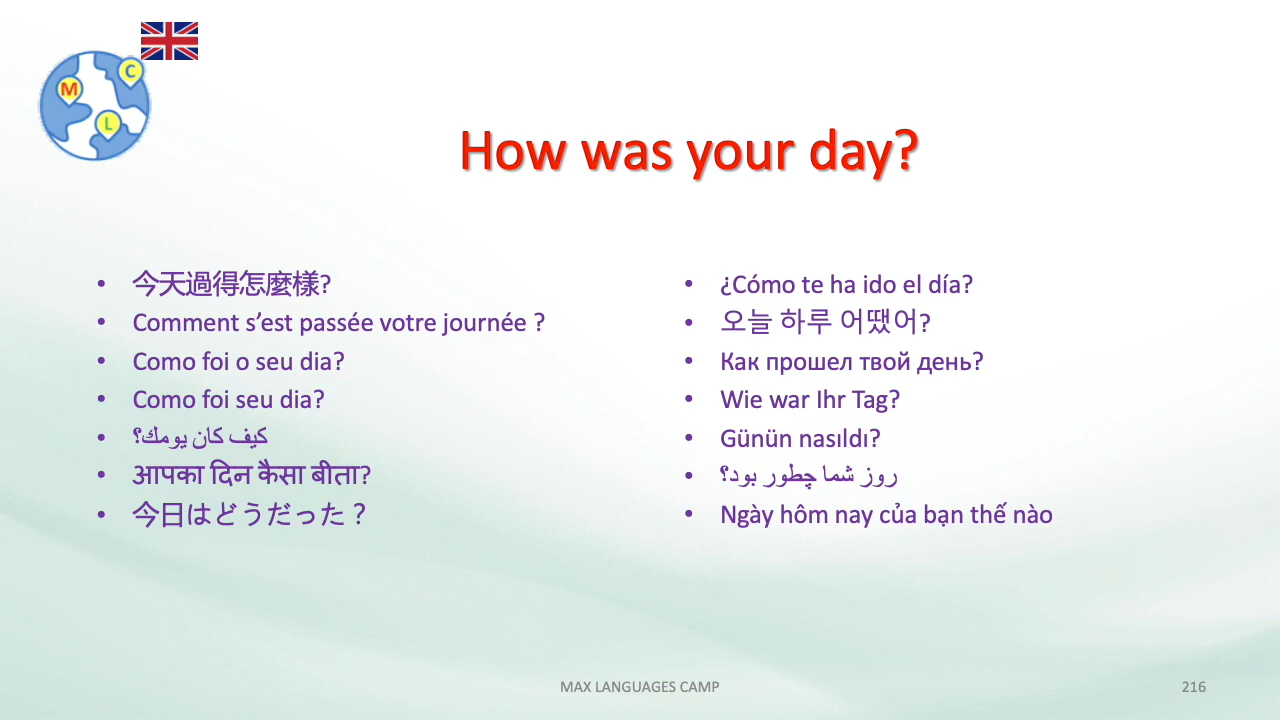 M
C
L
How was your day?
• 今天過得怎麼樣?
• Comment s’est passée votre journée ?
• Como foi o seu dia?
• Como foi seu dia?
• كيف كان يومك؟
• आपका दिन कैसा बीता?
• 今日はどうだった？
• ¿Cómo te ha ido el día?
• 오늘 하루 어땠어?
• Как прошел твой день?
• Wie war Ihr Tag?
• Günün nasıldı?
• روز شما چطور بود؟
• Ngày hôm nay của bạn thế nào
MAX LANGUAGES CAMP
216